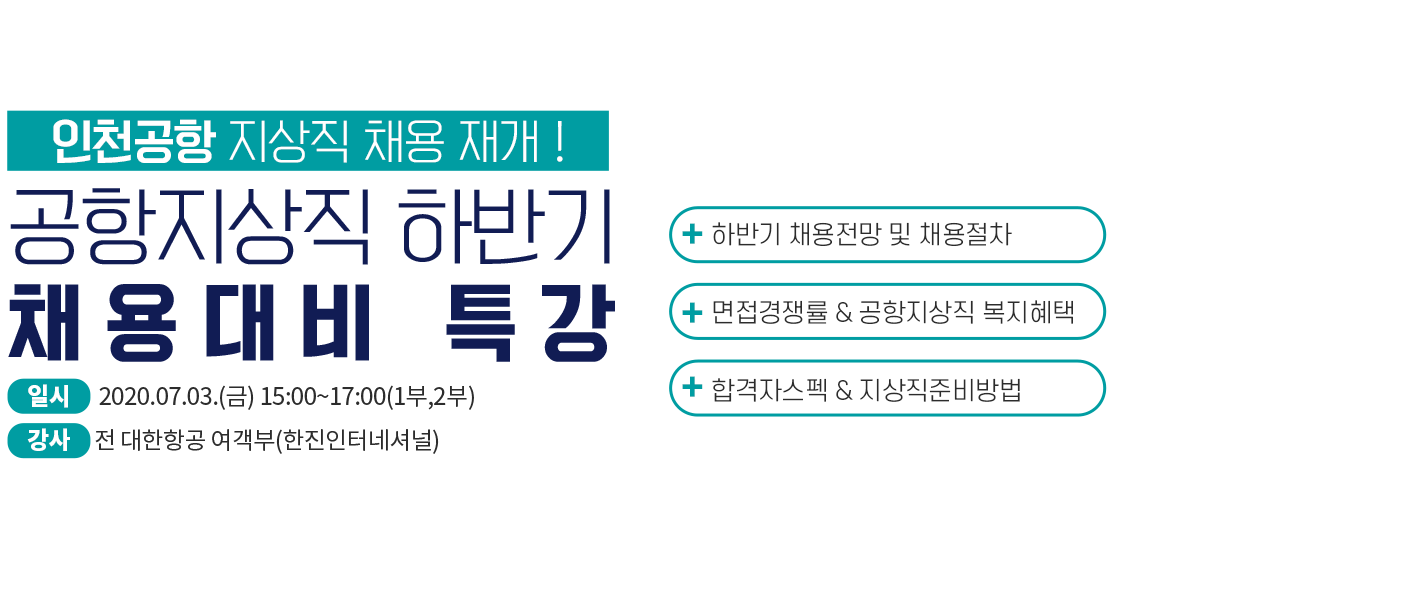 인천공항 지상직 채용 재개 !
공항지상직 하반기
채용대비 특강
일시 2020.07.03.(금) 15:00~17:00(1부,2부)
강사 전 대한항공 여객부(한진인터네셔널)
+ 하반기 채용전망 및 채용절차
+ 면접경쟁률 & 공항지상직 복지혜택
+ 합격자스펙 & 지상직준비방법